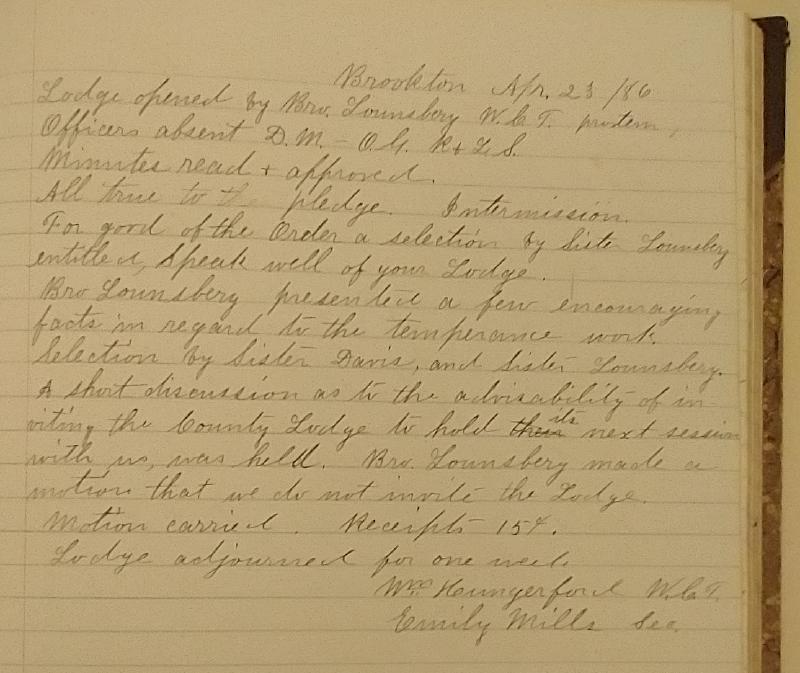 Brookton Apr. 23 /86
Lodge opened by Bro. Lounsbery W.C.T. protem,
Officers absent D.M. - O.G. R & L.S.
Minutes read + approved.
All true to the pledge. Intermission.
For good of the Order a selection by Sister Lounsbery
entitled, Speak well of your Lodge.
Bro Lounsbery presented a few encouraging
facts in regard to the temperance work.
Selection by Sister Davis, and Sister Lounsbery.
A short discussion as to the advisability of in-
viting the County Lodge to hold their its next session
with us, was held. Bro. Lounsbery made a
motion that we do not invite the Lodge.
Motion carried. Receipts 15¢.
Lodge adjourned for one week
Wm Hungerford W.C.T.
Emily Mills Sec.